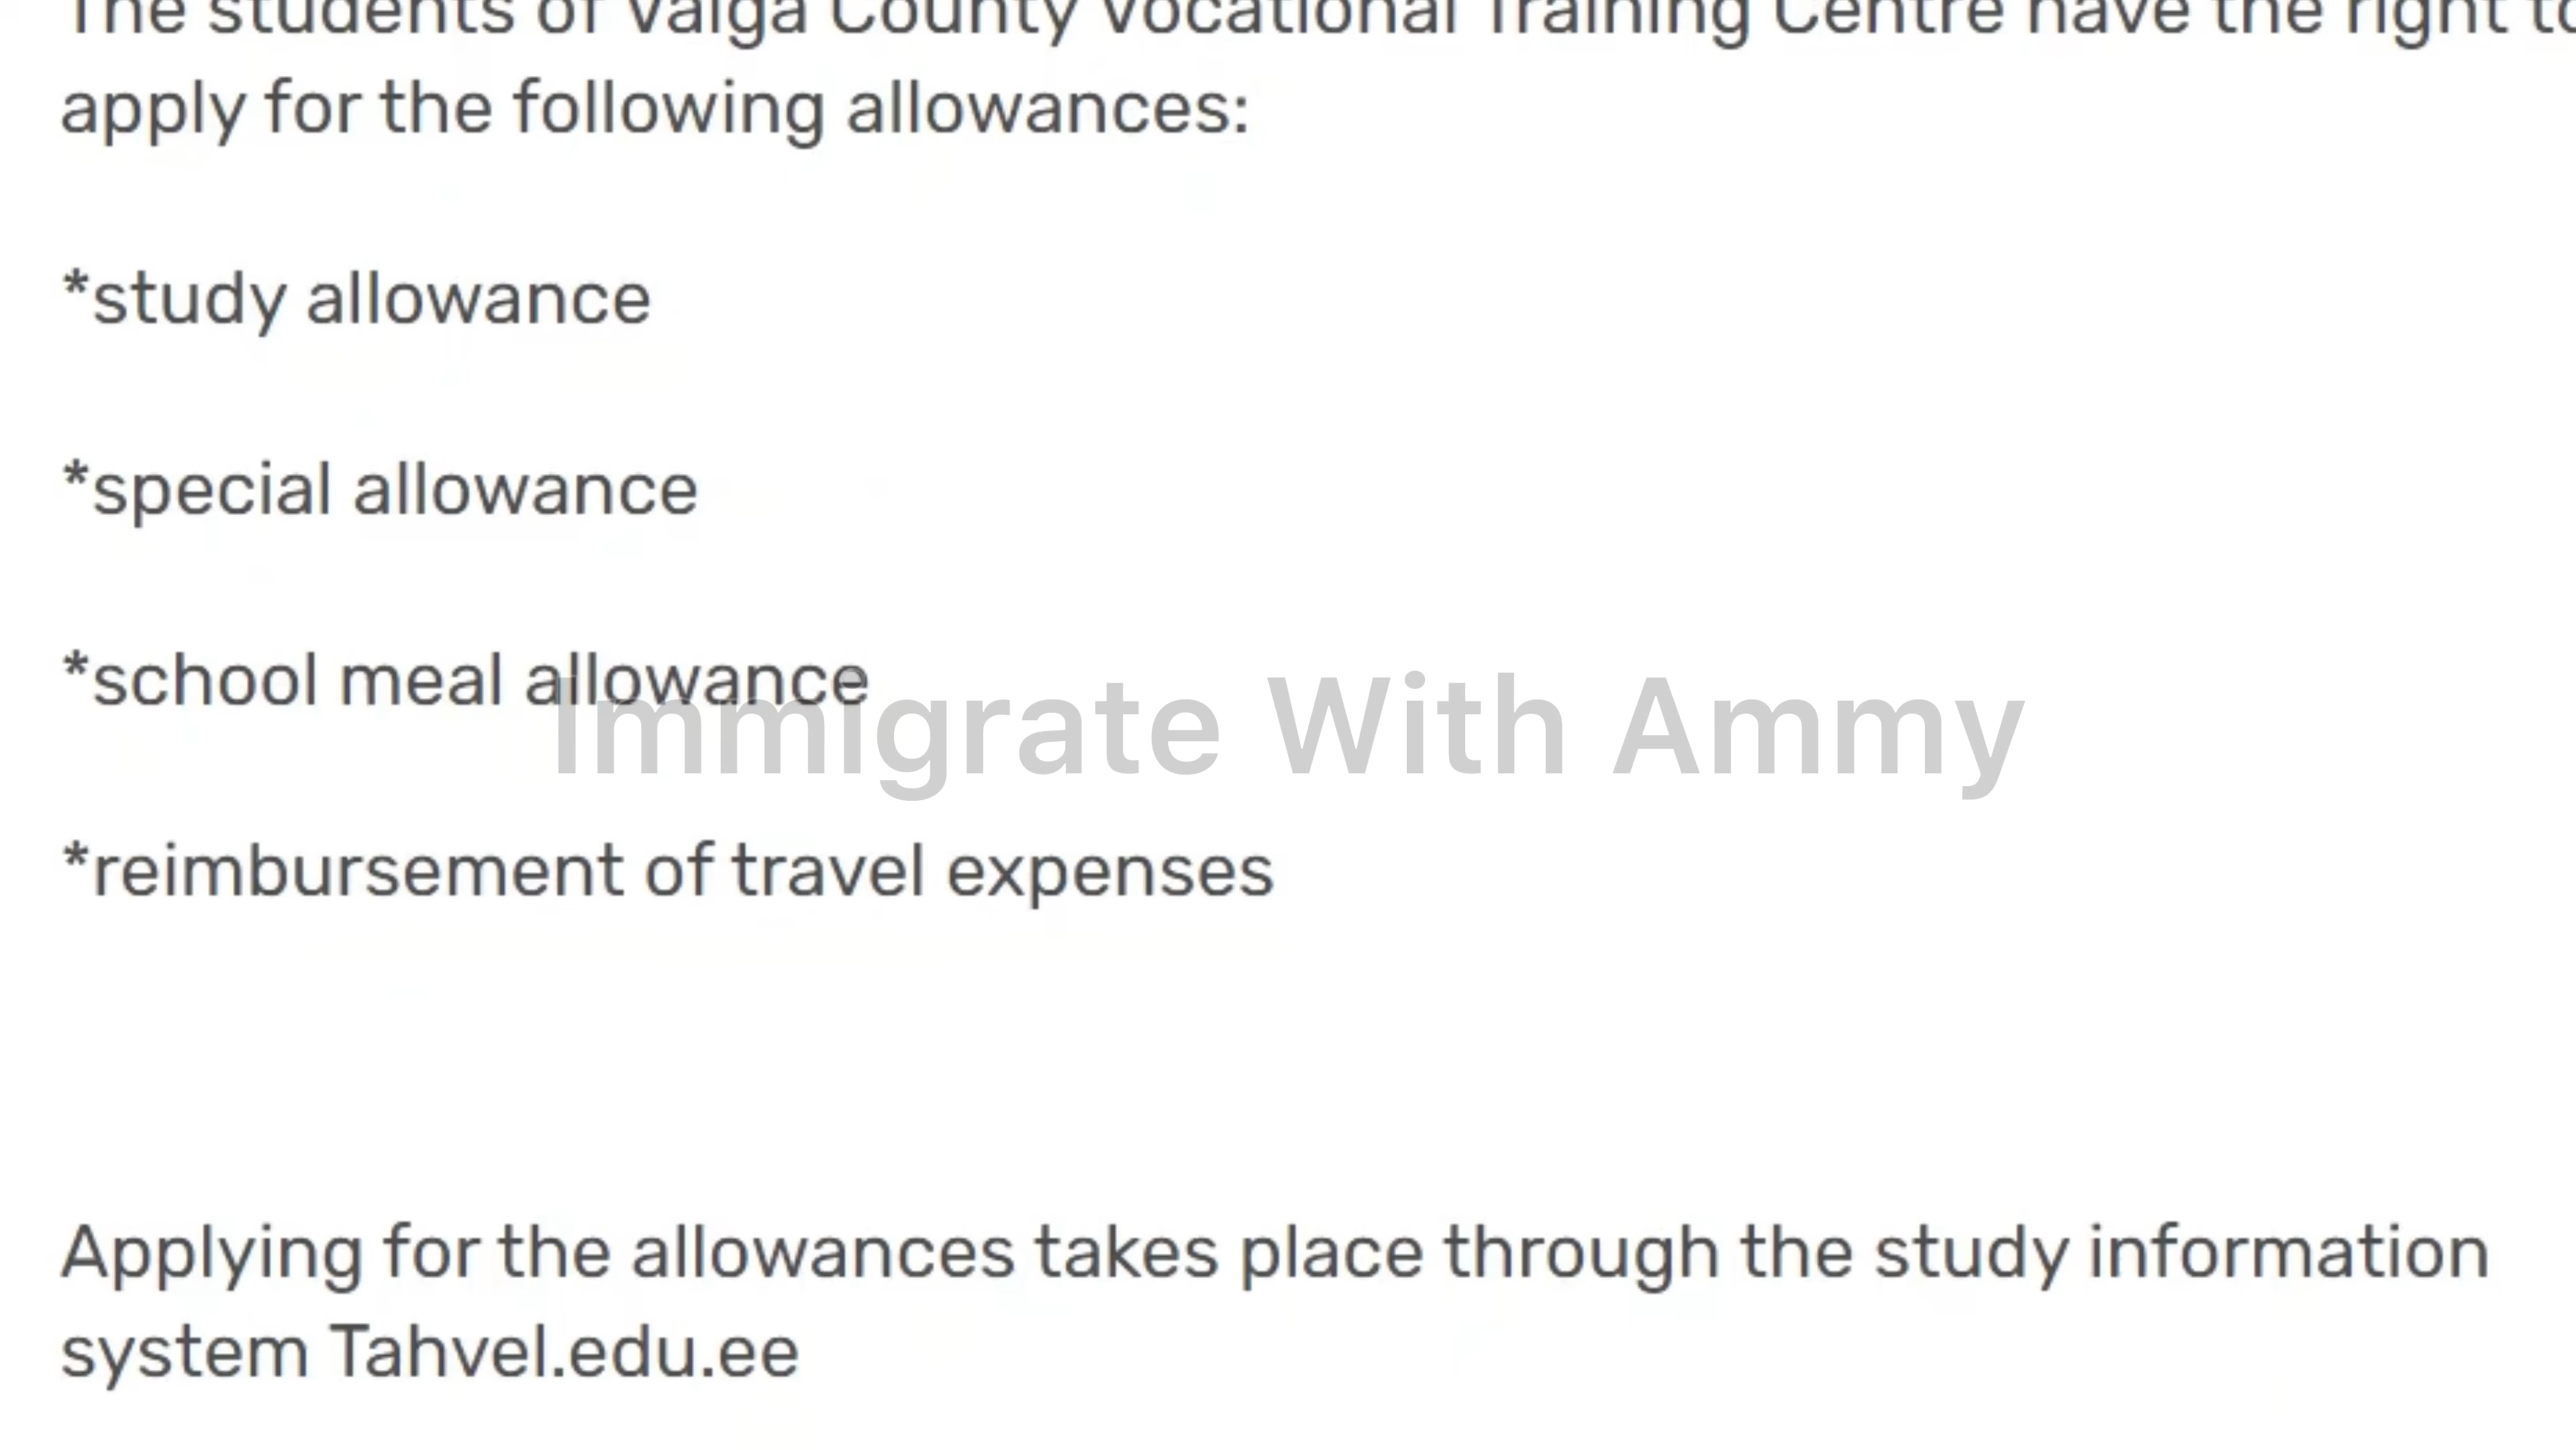 The students of Valga County Vocational Training Centre have the right to
apply for the following allowances:
*study allowance
*special allowance
*school meal allowance
Immigrate With Ammy
*reimbursement of travel expenses
Applying for the allowances takes place through the study information
system Tahvel.edu.ee